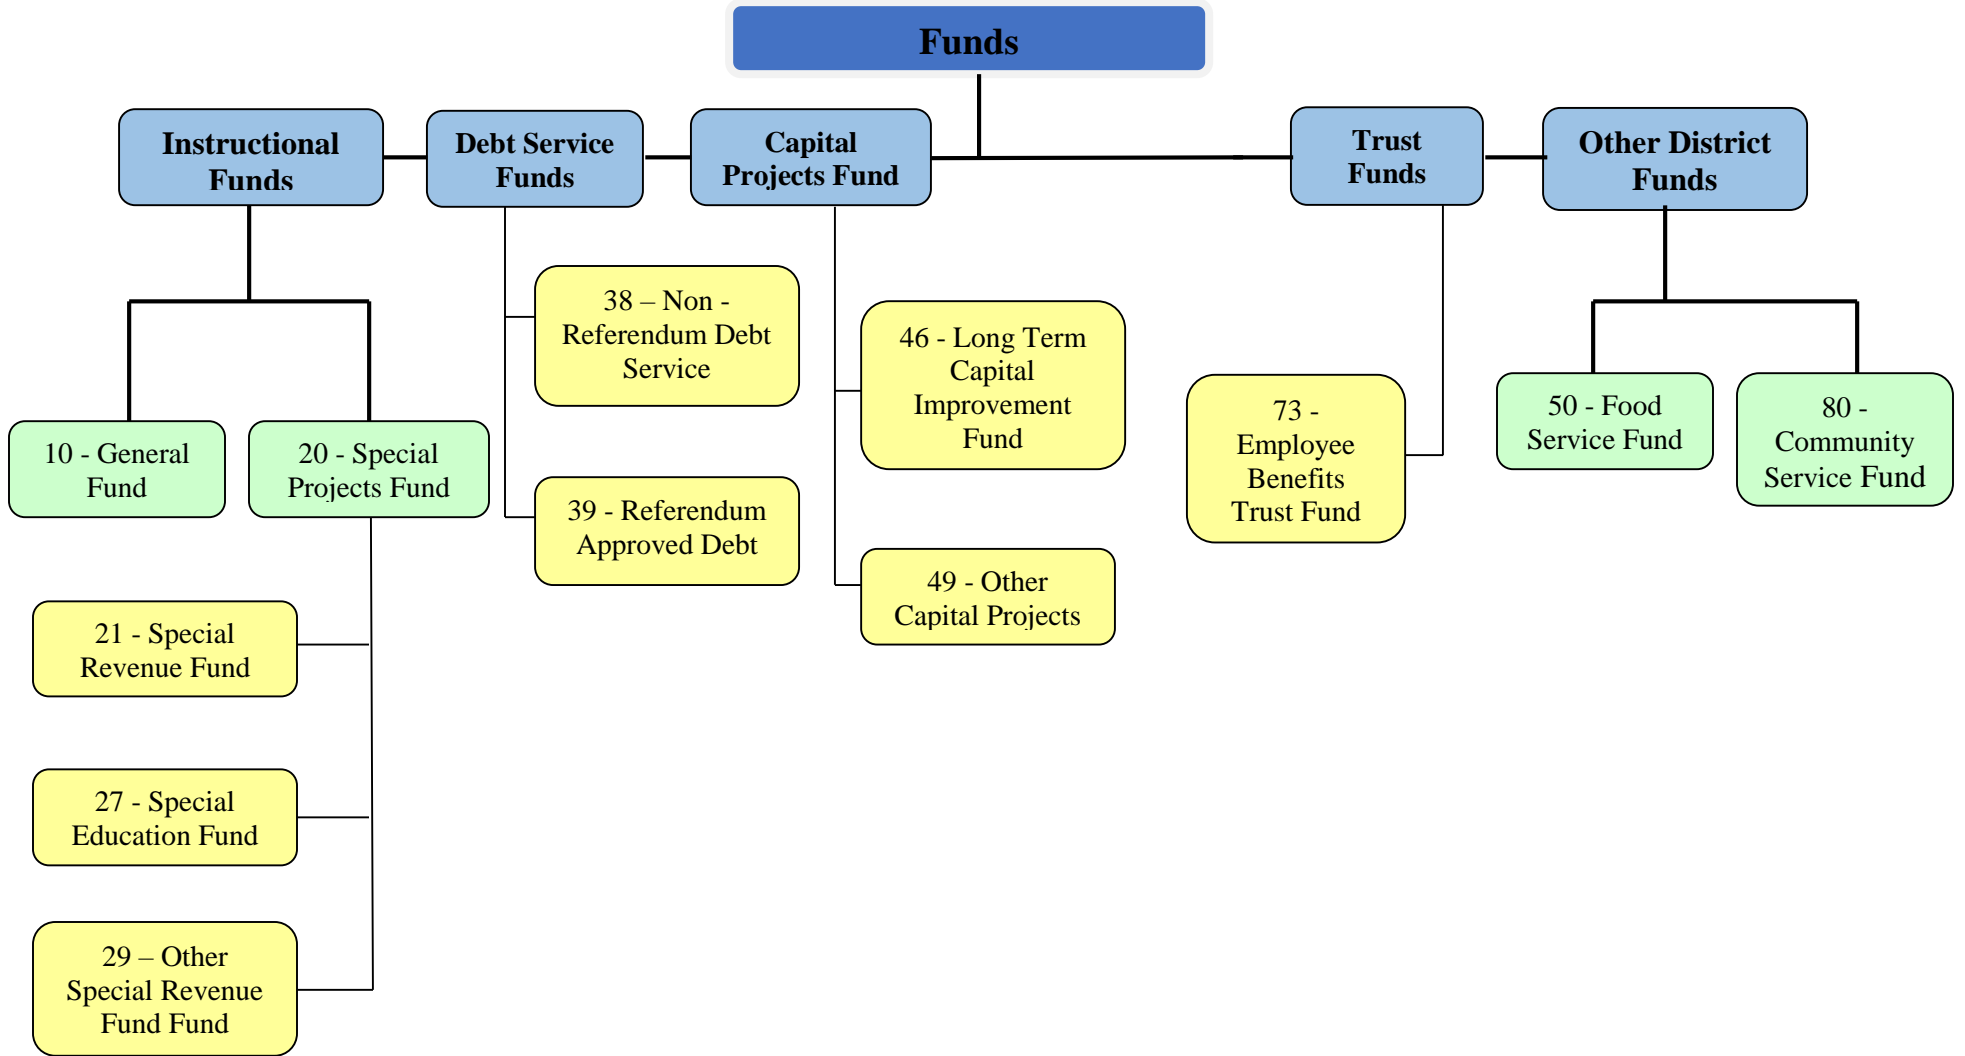 Funds
Instructional
Funds
Debt Service
Funds
Capital
Projects Fund
Trust
Funds
Other District
Funds
38 – Non -
Referendum Debt
Service
39 - Referendum
Approved Debt
46 - Long Term
Capital
Improvement
Fund
49 - Other
Capital Projects
73 -
Employee
Benefits
Trust Fund
50 - Food
Service Fund
80 -
Community
Service Fund
10 - General
Fund
20 - Special
Projects Fund
21 - Special
Revenue Fund
27 - Special
Education Fund
29 – Other
Special Revenue
Fund Fund